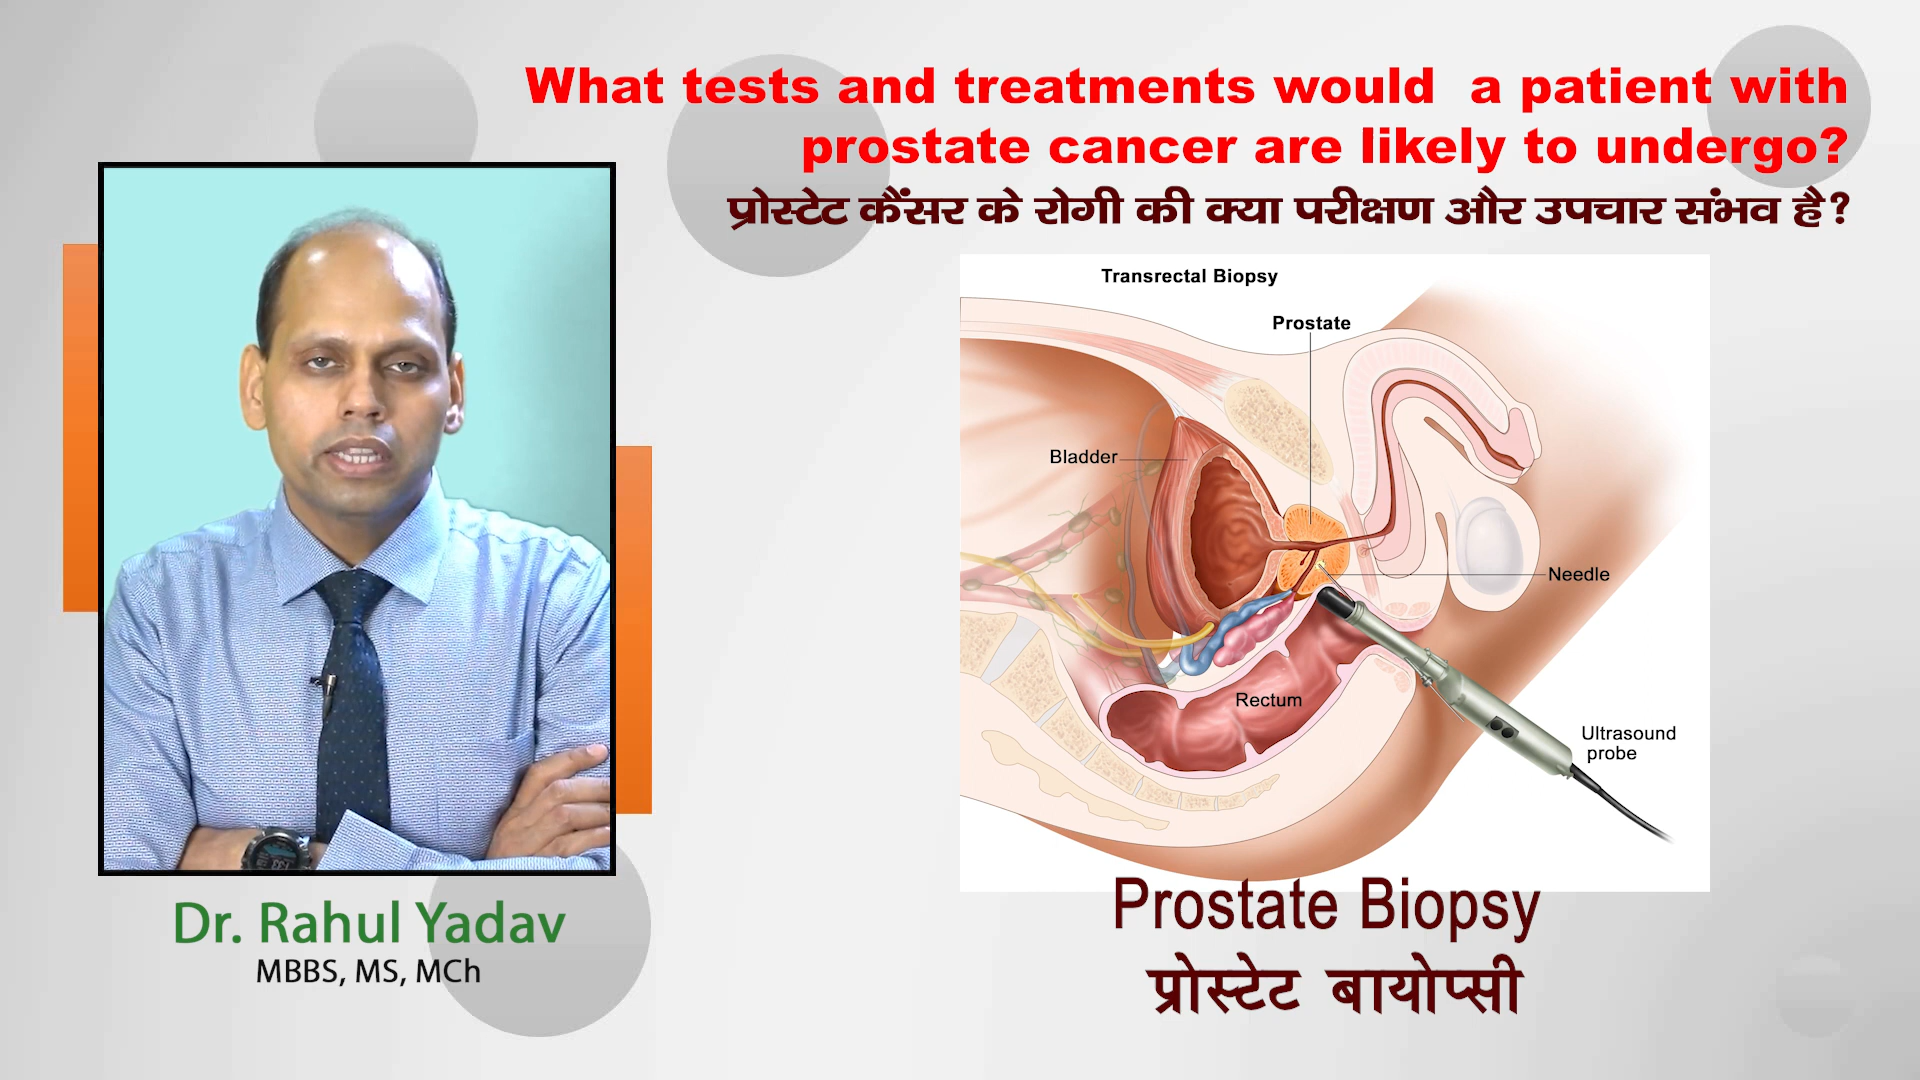 What tests and treatments would a patient with
prostate cancer are likely to undergo?
प्रोस्टेट कैंसर के रोगी की क्या परीक्षण और उपचार संभव है?
Transrectal Biopsy
Prostate
Bladder
Needle
Rectum
Ultrasound
probe
Prostate Biopsy
प्रोस्टेट बायोप्सी
Dr. Rahul Yadav
MBBS, MS, MCh